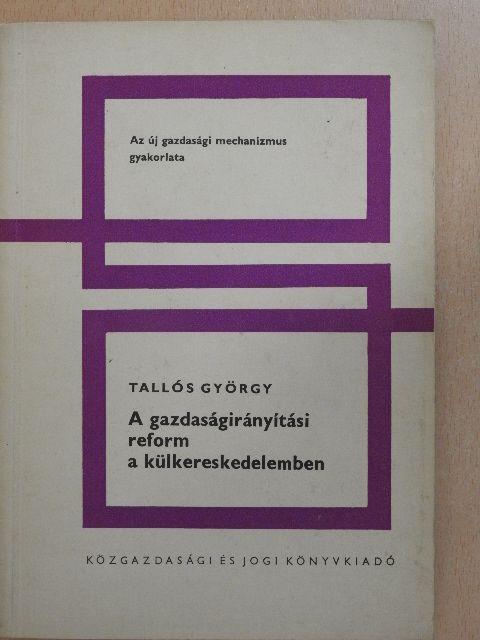 Az új gazdasági mechanizmus
gyakorlata
TALLÓS GYÖRGY
A gazdaságirányítási
reform
a külkereskedelemben
KÖZGAZDASÁGI ÉS JOGI KÖNYVKIADÓ